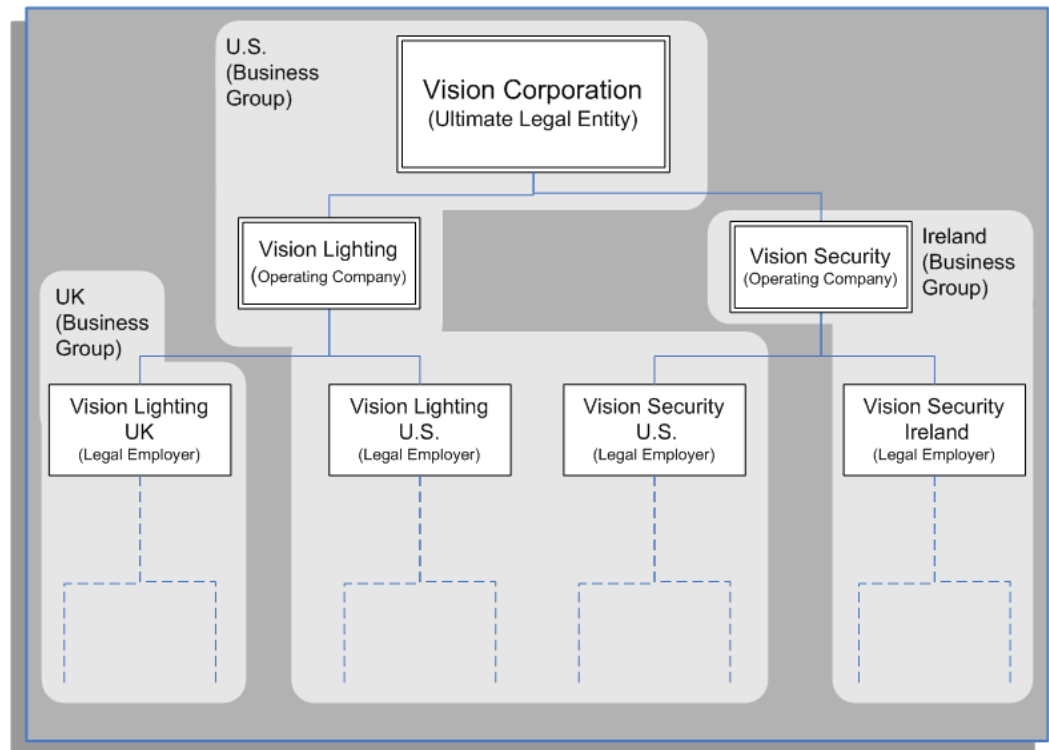 U.S.
(Business
Group)
Vision Corporation
(Ultimate Legal Entity)
Vision Lighting
(Operating Company)
Vision Security
(Operating Company)
Ireland
(Business
Group)
UK
(Business
Group)
Vision Lighting
UK
(Legal Employer)
Vision Lighting
U.S.
(Legal Employer)
Vision Security
U.S.
(Legal Employer)
Vision Security
Ireland
(Legal Employer)